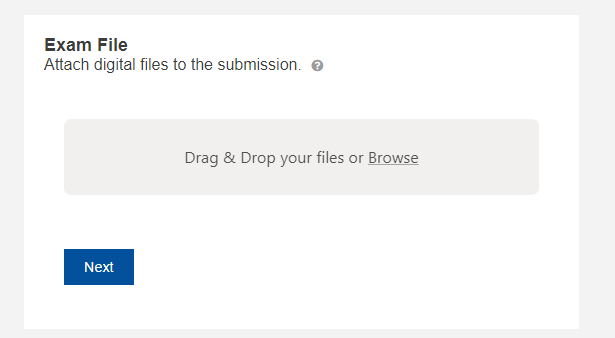 Exam File
Attach digital files to the submission. ?
Drag & Drop your files or Browse
Next